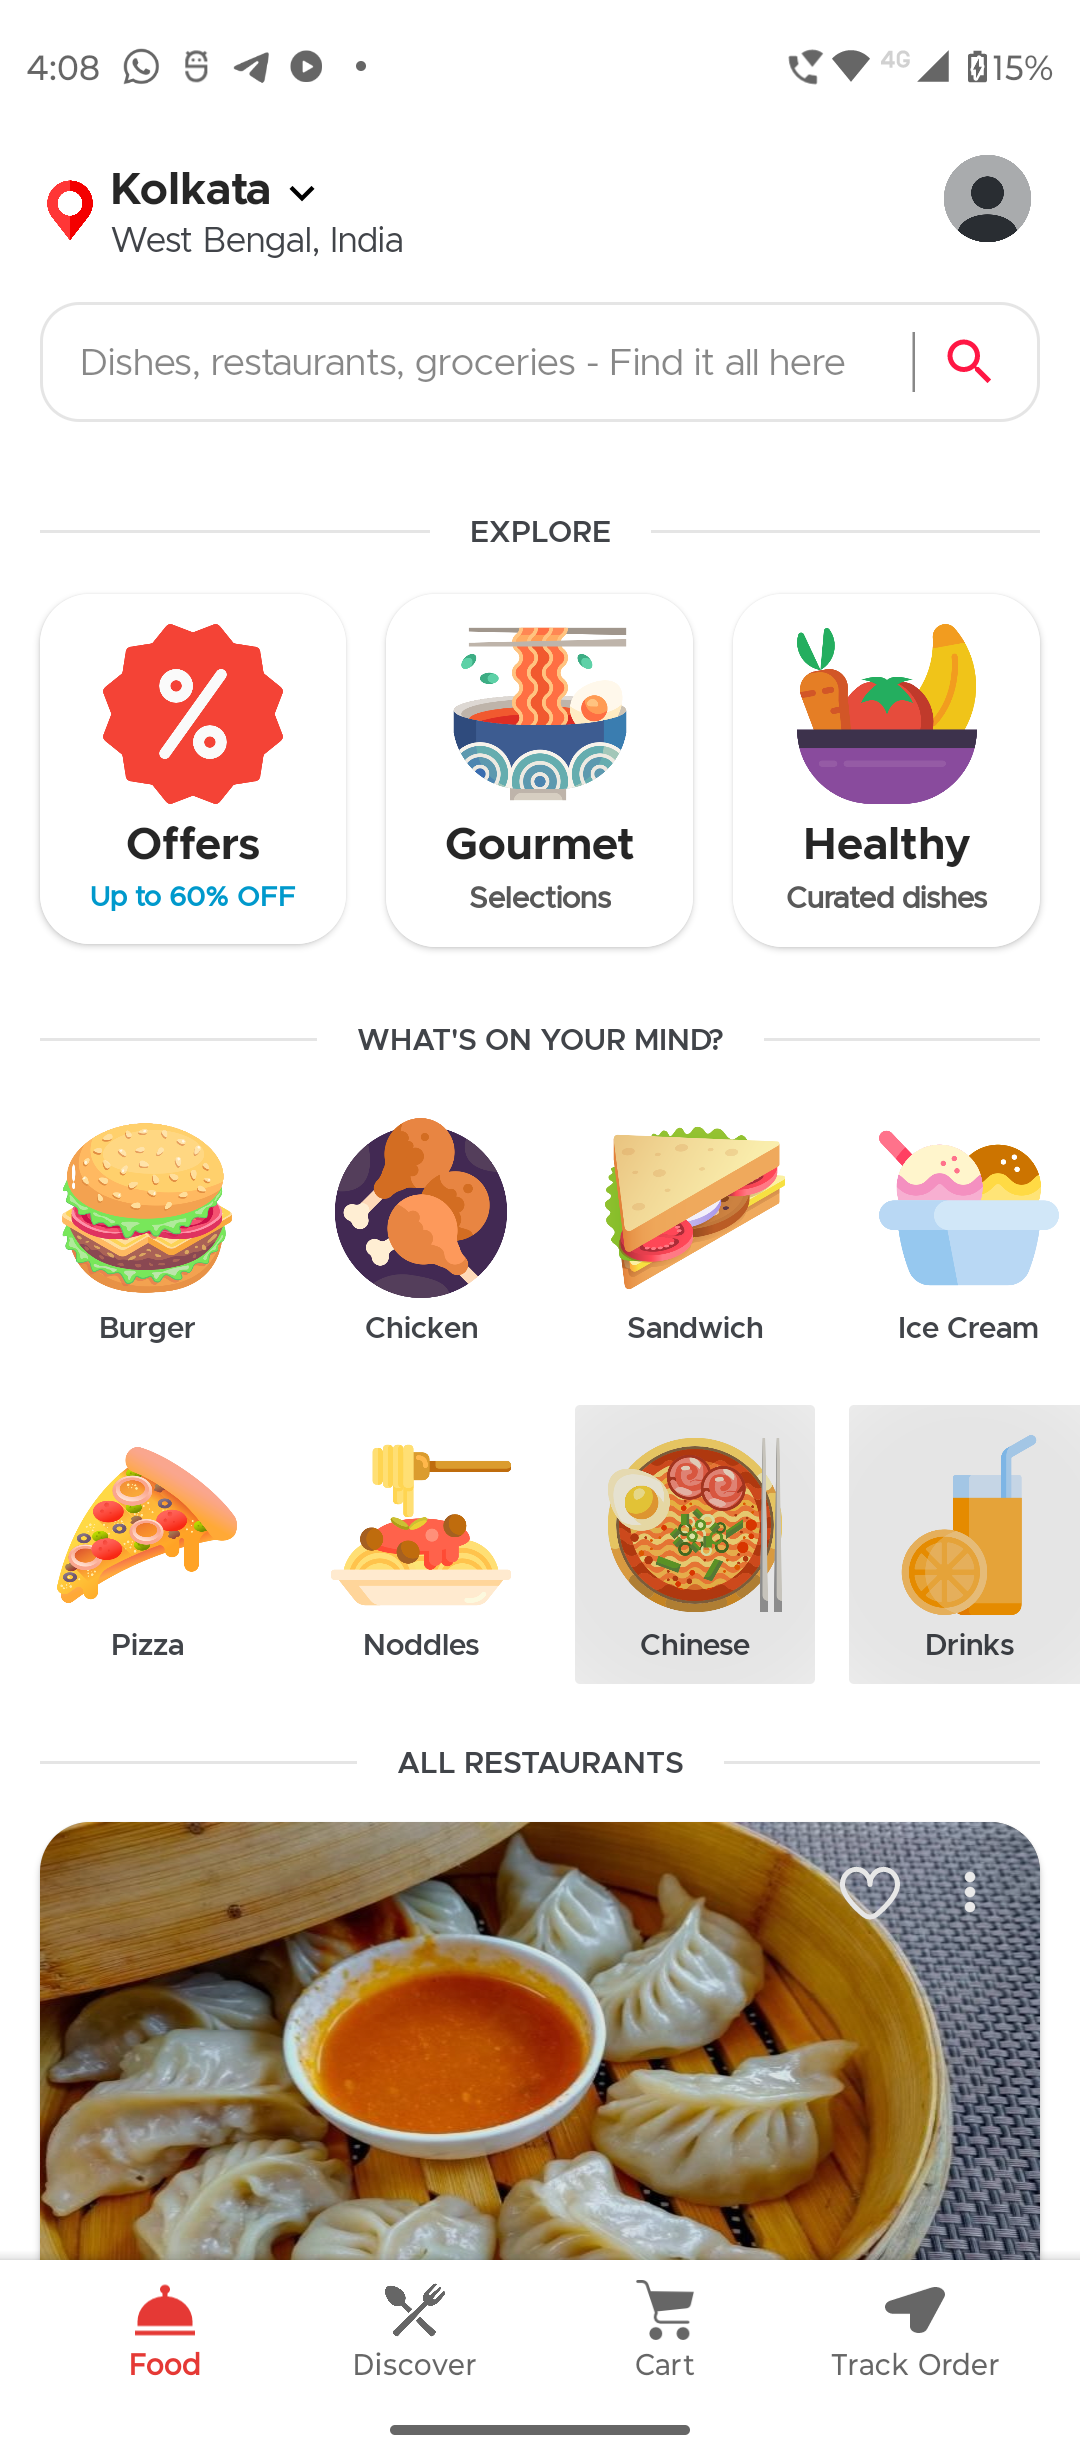 4:08 4G 15%
Kolkata
West Bengal, India
Dishes, restaurants, groceries - Find it all here
EXPLORE
Offers Gourmet Healthy
Up to 60% OFF Selections Curated dishes
WHAT'S ON YOUR MIND?
Burger Chicken Sandwich Ice Cream
Pizza Noddles Chinese Drinks
ALL RESTAURANTS
Food Discover Cart Track Order